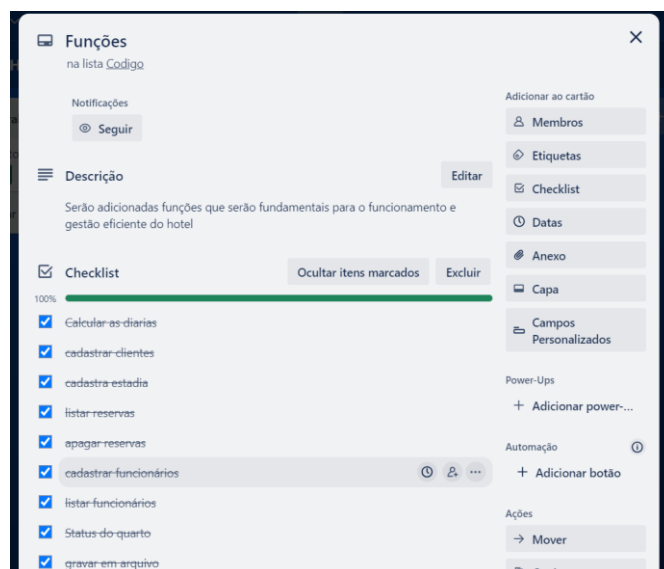 Funções
na lista Codigo
Notificações
Seguir
Descrição
Editar
Serão adicionadas funções que serão fundamentais para o funcionamento e
gestão eficiente do hotel
Checklist
Ocultar itens marcados
Excluir
100%
Calcular as diarias
cadastrar clientes
cadastra estadia
listar reservas
apagar reservas
cadastrar funcionários
listar funcionários
Status do quarto
gravar em arquivo
Adicionar ao cartão
Membros
Etiquetas
Checklist
Datas
Anexo
Capa
Campos
Personalizados
Power-Ups
+ Adicionar power-...
Automação
+ Adicionar botão
Ações
→ Mover